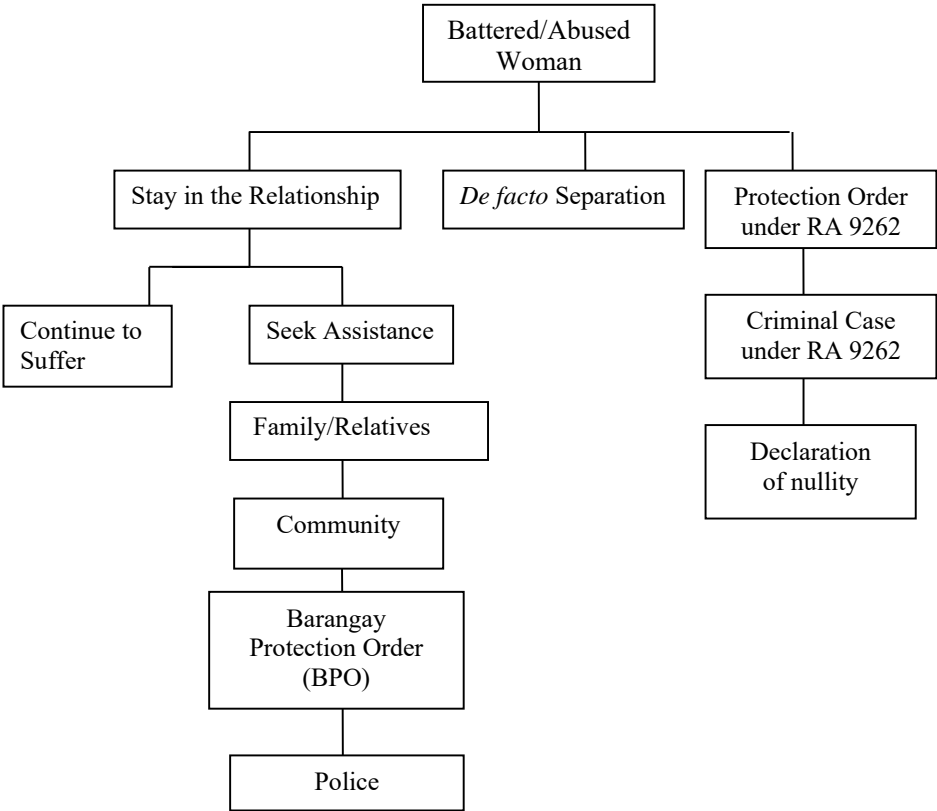 Battered/Abused
Woman
Stay in the Relationship
De facto Separation
Protection Order
under RA 9262
Continue to
Suffer
Seek Assistance
Criminal Case
under RA 9262
Family/Relatives
Declaration
of nullity
Community
Barangay
Protection Order
(BPO)
Police